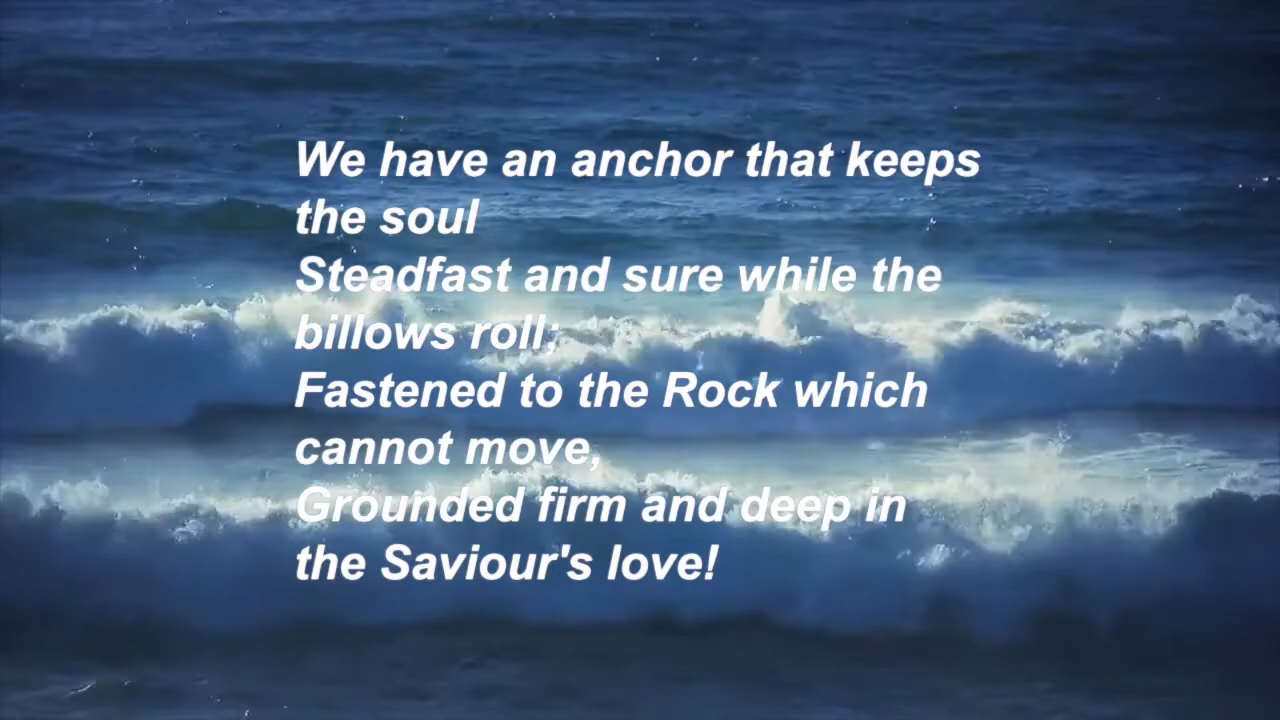 We have an anchor that keeps
the soul
Steadfast and sure while the
billows roll;
Fastened to the Rock which
cannot move,
Grounded firm and deep in
the Saviour's love!